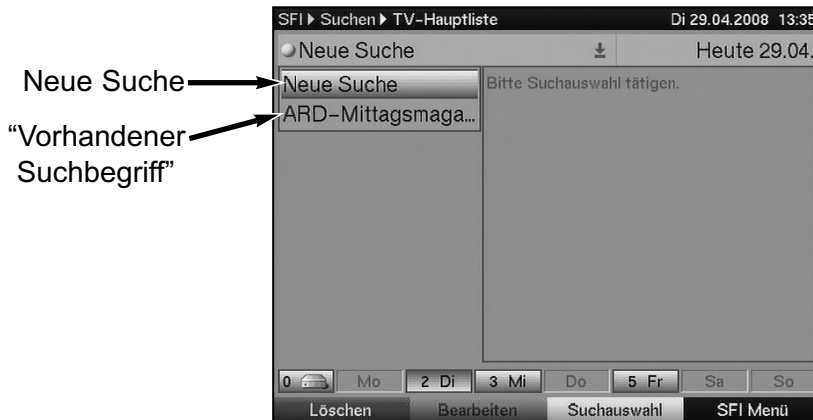 SFI Suchen TV-Hauptliste Di 29.04.2008 13:35
Neue Suche Heute 29.04.
Neue Suche
Neue Suche Bitte Suchauswahl tätigen.
ARD-Mittagsmaga...
“Vorhandener
Suchbegriff”
0 Mo 2 Di 3 Mi Do 5 Fr Sa So
Löschen Bearbeiten Suchauswahl SFI Menü